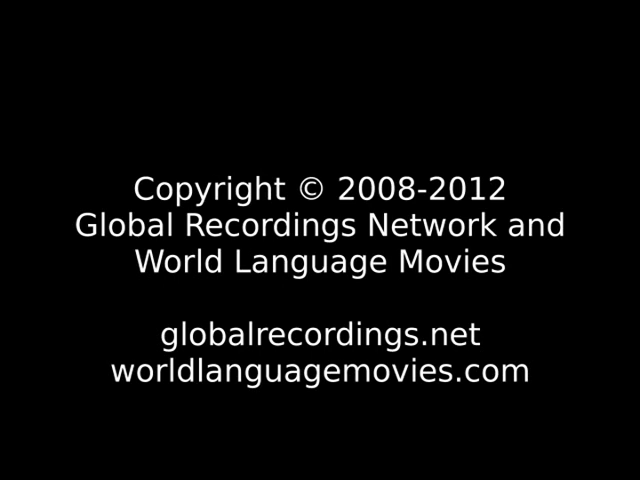 Copyright © 2008-2012
Global Recordings Network and
World Language Movies
globalrecordings.net
worldlanguagemovies.com